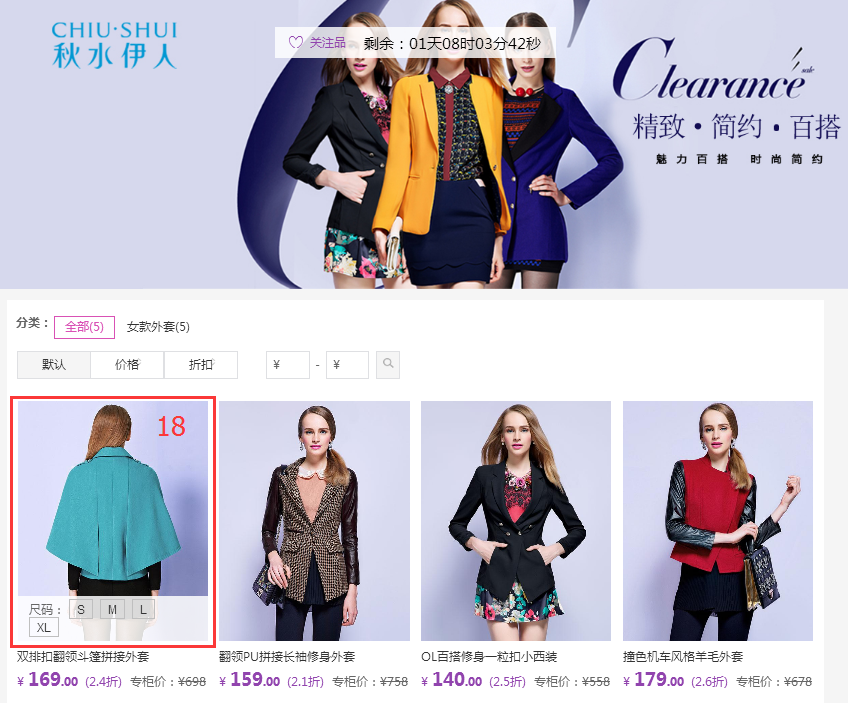 CHIU·SHUI
秋水伊人
♡ 关注品 剩余：01天08时03分42秒
Clearance
sale
精致·简约·百搭
魅力百搭 时尚简约
分类： 全部(5) 女款外套(5)
默认 价格 折扣 ¥ - ¥
18
尺码： S M L
XL
双排扣翻领斗篷拼接外套 翻领PU拼接长袖修身外套 OL百搭修身一粒扣小西装 撞色机车风格羊毛外套
¥ 169.00 (2.4折) 专柜价：¥698 ¥ 159.00 (2.1折) 专柜价：¥758 ¥ 140.00 (2.5折) 专柜价：¥558 ¥ 179.00 (2.6折) 专柜价：¥678